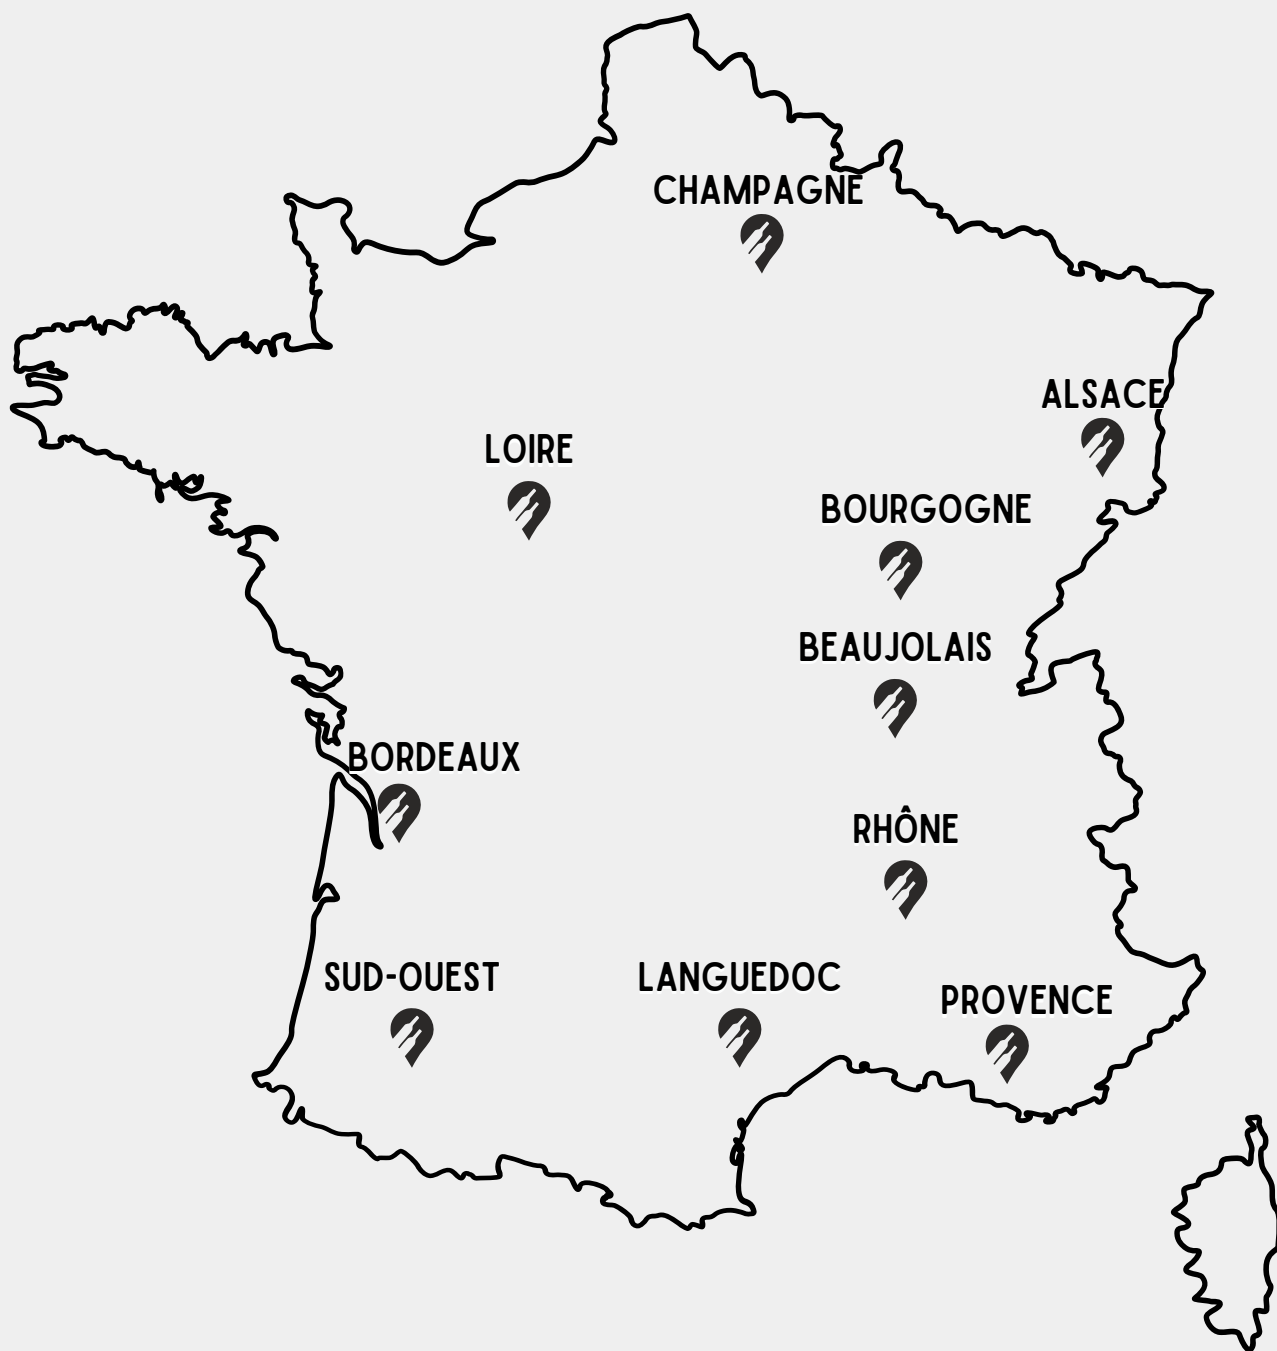 CHAMPAGNE
ALSACE
LOIRE
BOURGOGNE
BEAUJOLAIS
BORDEAUX
RHÔNE
SUD-OUEST
LANGUEDOC
PROVENCE